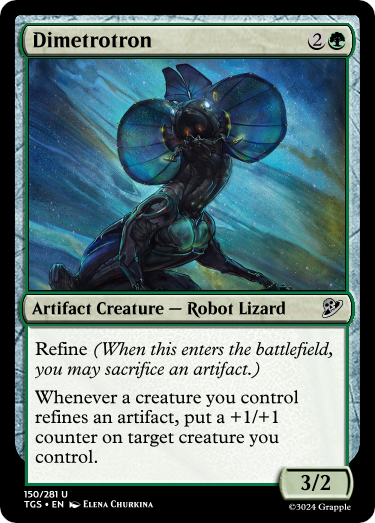 Dimetrotron 2
Artifact Creature — Robot Lizard
Refine (When this enters the battlefield,
you may sacrifice an artifact.)
Whenever a creature you control
refines an artifact, put a +1/+1
counter on target creature you
control.
3/2
150/281 U
TGS • EN Elena Churkina
©3024 Grapple